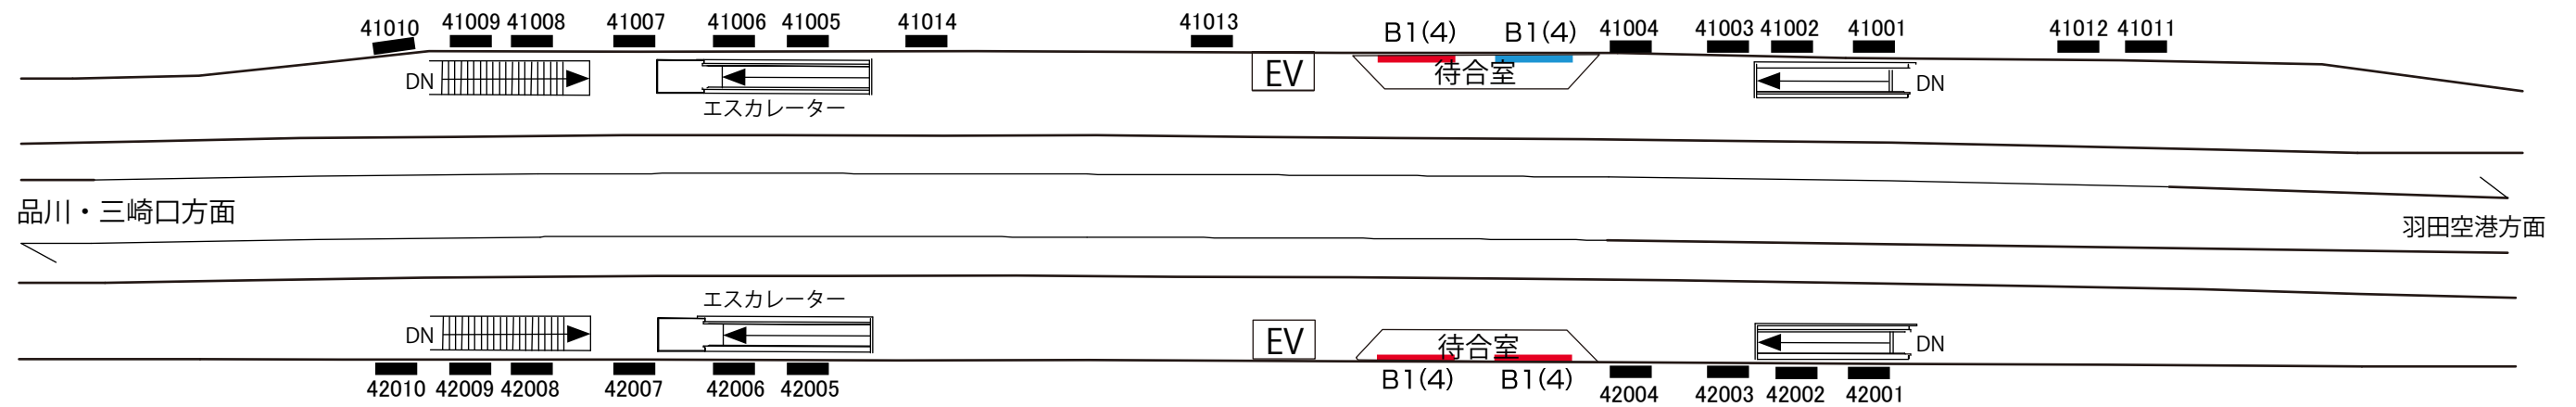 41010 41009 41008 41007 41006 41005 41014 41013 B1(4) B1(4) 41004 41003 41002 41001 41012 41011
DN EV 待合室 DN
エスカレーター
品川・三崎口方面
羽田空港方面
エスカレーター
DN EV 待合室 DN
42010 42009 42008 42007 42006 42005 B1(4) B1(4) 42004 42003 42002 42001